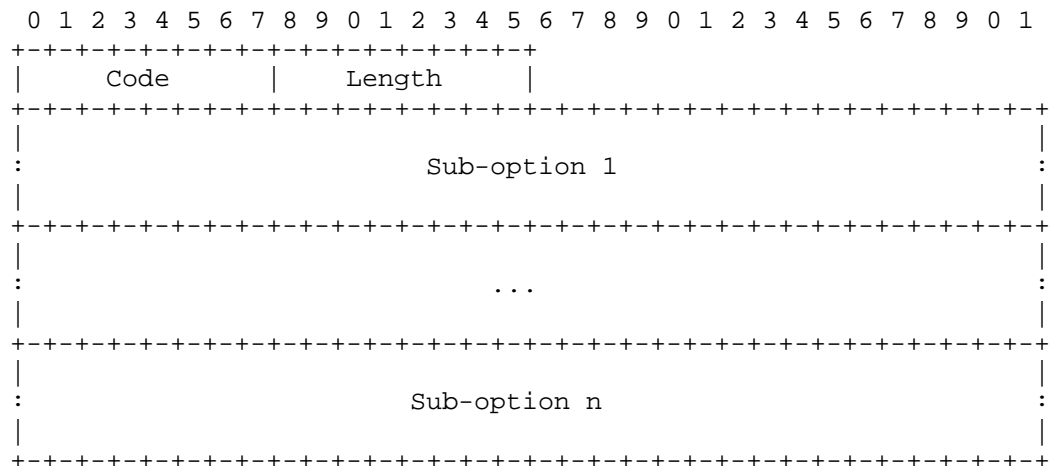 0 1 2 3 4 5 6 7 8 9 0 1 2 3 4 5 6 7 8 9 0 1 2 3 4 5 6 7 8 9 0 1
+-+-+-+-+-+-+-+-+-+-+-+-+-+-+-+-+
|     Code      |    Length     |
+-+-+-+-+-+-+-+-+-+-+-+-+-+-+-+-+-+-+-+-+-+-+-+-+-+-+-+-+-+-+-+-+
|                                                               |
:                         Sub-option 1                          :
|                                                               |
+-+-+-+-+-+-+-+-+-+-+-+-+-+-+-+-+-+-+-+-+-+-+-+-+-+-+-+-+-+-+-+-+
|                                                               |
:                             ...                               :
|                                                               |
+-+-+-+-+-+-+-+-+-+-+-+-+-+-+-+-+-+-+-+-+-+-+-+-+-+-+-+-+-+-+-+-+
|                                                               |
:                        Sub-option n                           :
|                                                               |
+-+-+-+-+-+-+-+-+-+-+-+-+-+-+-+-+-+-+-+-+-+-+-+-+-+-+-+-+-+-+-+-+